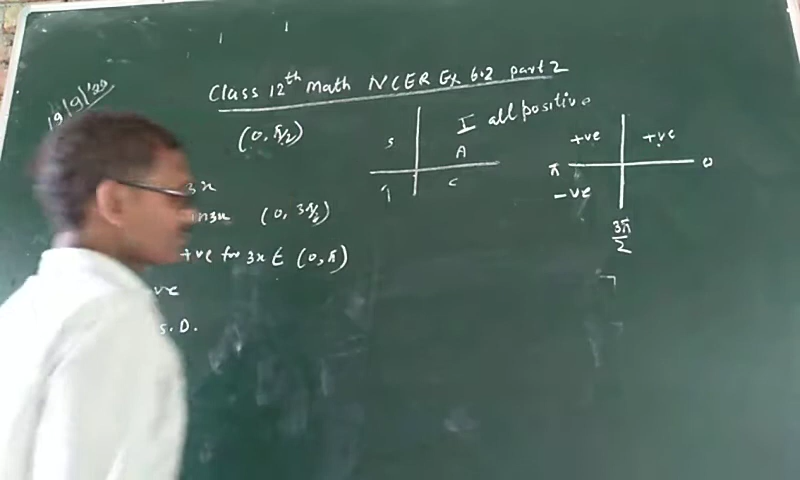 Class 12th Math NCER Ex 6.2 part 2
19/9/'20
(0, π/2)
I all positive
S
A
T
C
+ve
+ve
π
0
-ve
3π/2
3x
in3x (0, 3π/2)
+ve for 3x ∈ (0, π)
ve
S.D.